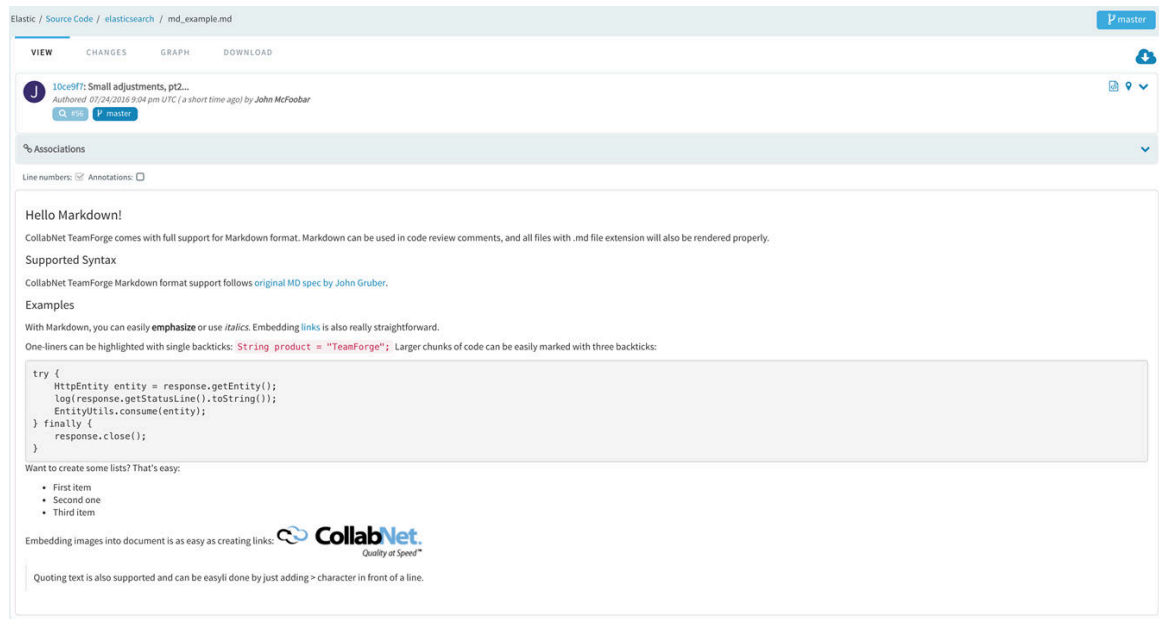 Elastic / Source Code / elasticsearch / md_example.md
master
VIEW CHANGES GRAPH DOWNLOAD
J
10ce9f7: Small adjustments, pt2...
Authored 07/24/2016 9:04 pm UTC ( a short time ago) by John McFoobar
#56 master
Associations
Line numbers: Annotations:
Hello Markdown!
CollabNet TeamForge comes with full support for Markdown format. Markdown can be used in code review comments, and all files with .md file extension will also be rendered properly.
Supported Syntax
CollabNet TeamForge Markdown format support follows original MD spec by John Gruber.
Examples
With Markdown, you can easily emphasize or use italics. Embedding links is also really straightforward.
One-liners can be highlighted with single backticks: String product = "TeamForge"; Larger chunks of code can be easily marked with three backticks:
try {
    HttpEntity entity = response.getEntity();
    log(response.getStatusLine().toString());
    EntityUtils.consume(entity);
} finally {
    response.close();
}
Want to create some lists? That's easy:
• First item
• Second one
• Third item
Embedding images into document is as easy as creating links: CollabNet.
Quality at Speed™
Quoting text is also supported and can be easyli done by just adding > character in front of a line.